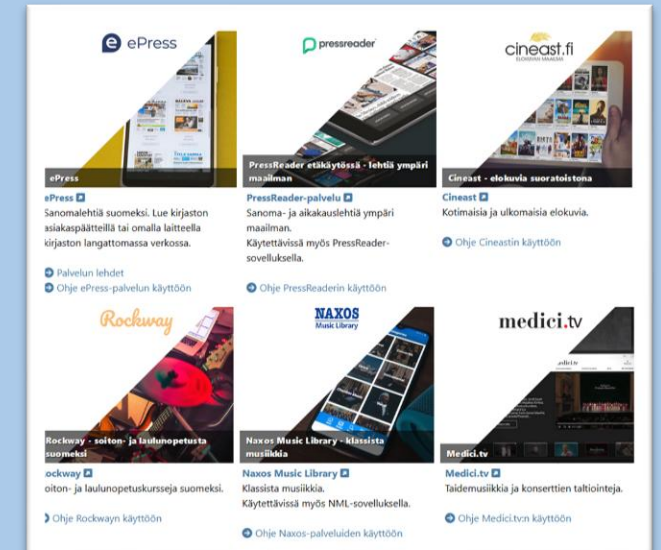 ePress
pressreader
cineast.fi
ELOKUVAN MAAILMA
ePress
PressReader etäkäytössä - lehtiä ympäri
maailman
Cineast - elokuvia suoratoistona
ePress
Sanomalehtiä suomeksi. Lue kirjaston
asiakaspäätteillä tai omalla laitteella
kirjaston langattomassa verkossa.
Palvelun lehdet
Ohje ePress-palvelun käyttöön
PressReader-palvelu
Sanoma- ja aikakauslehtiä ympäri
maailman.
Käytettävissä myös PressReader-
sovelluksella.
Ohje PressReaderin käyttöön
Cineast
Kotimaisia ja ulkomaisia elokuvia.
Ohje Cineastin käyttöön
Rockway
NAXOS
Music Library
medici.tv
Rockway - soiton- ja laulunopetusta
suomeksi
Naxos Music Library - klassista
musiikkia
Medici.tv
ockway
oiton- ja laulunopetuskursseja suomeksi.
Ohje Rockwayn käyttöön
Naxos Music Library
Klassista musiikkia.
Käytettävissä myös NML-sovelluksella.
Ohje Naxos-palveluiden käyttöön
Medici.tv
Taidemusiikkia ja konserttien taltiointeja.
Ohje Medici.tv:n käyttöön